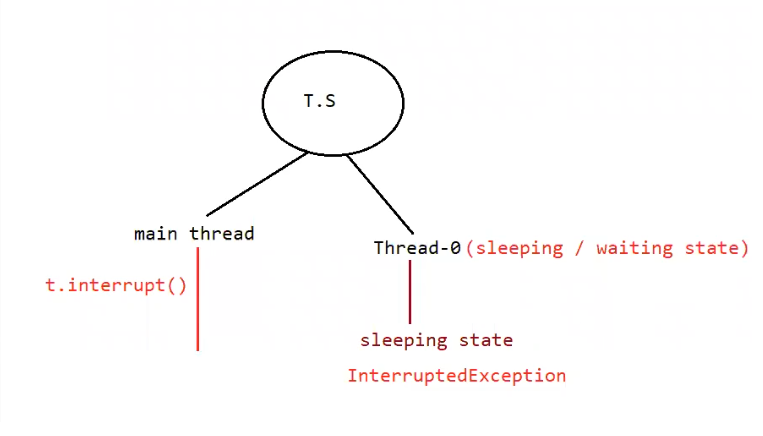 T.S
main thread
Thread-0(sleeping / waiting state)
t.interrupt()
sleeping state
InterruptedException